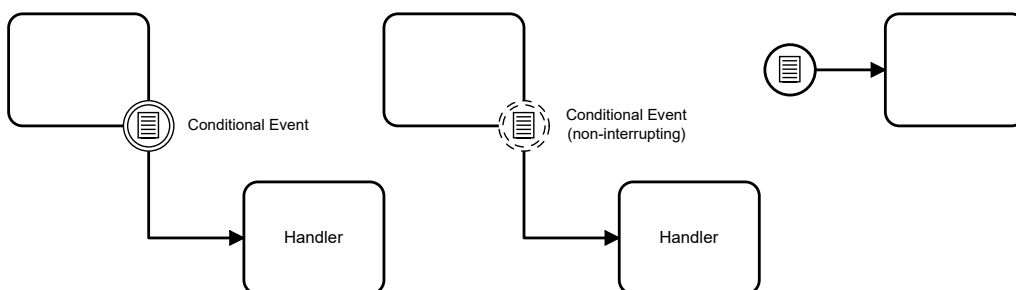 Conditional Event
Handler
Conditional Event
(non-interrupting)
Handler